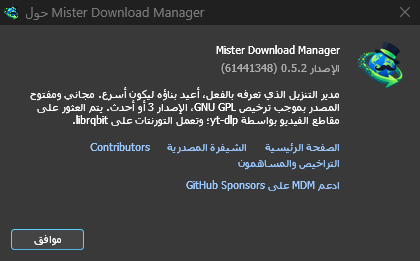 حول Mister Download Manager
Mister Download Manager
الإصدار 0.5.2 (61441348)
مدير التنزيل الذي تعرفه بالفعل، أعيد بناؤه ليكون أسرع. مجاني ومفتوح
المصدر بموجب ترخيص GNU GPL، الإصدار 3 أو أحدث. يتم العثور على
مقاطع الفيديو بواسطة yt-dlp؛ وتعمل التورنتات على librqbit.
الصفحة الرئيسية الشيفرة المصدرية Contributors
التراخيص والمساهمون
ادعم MDM على GitHub Sponsors
موافق